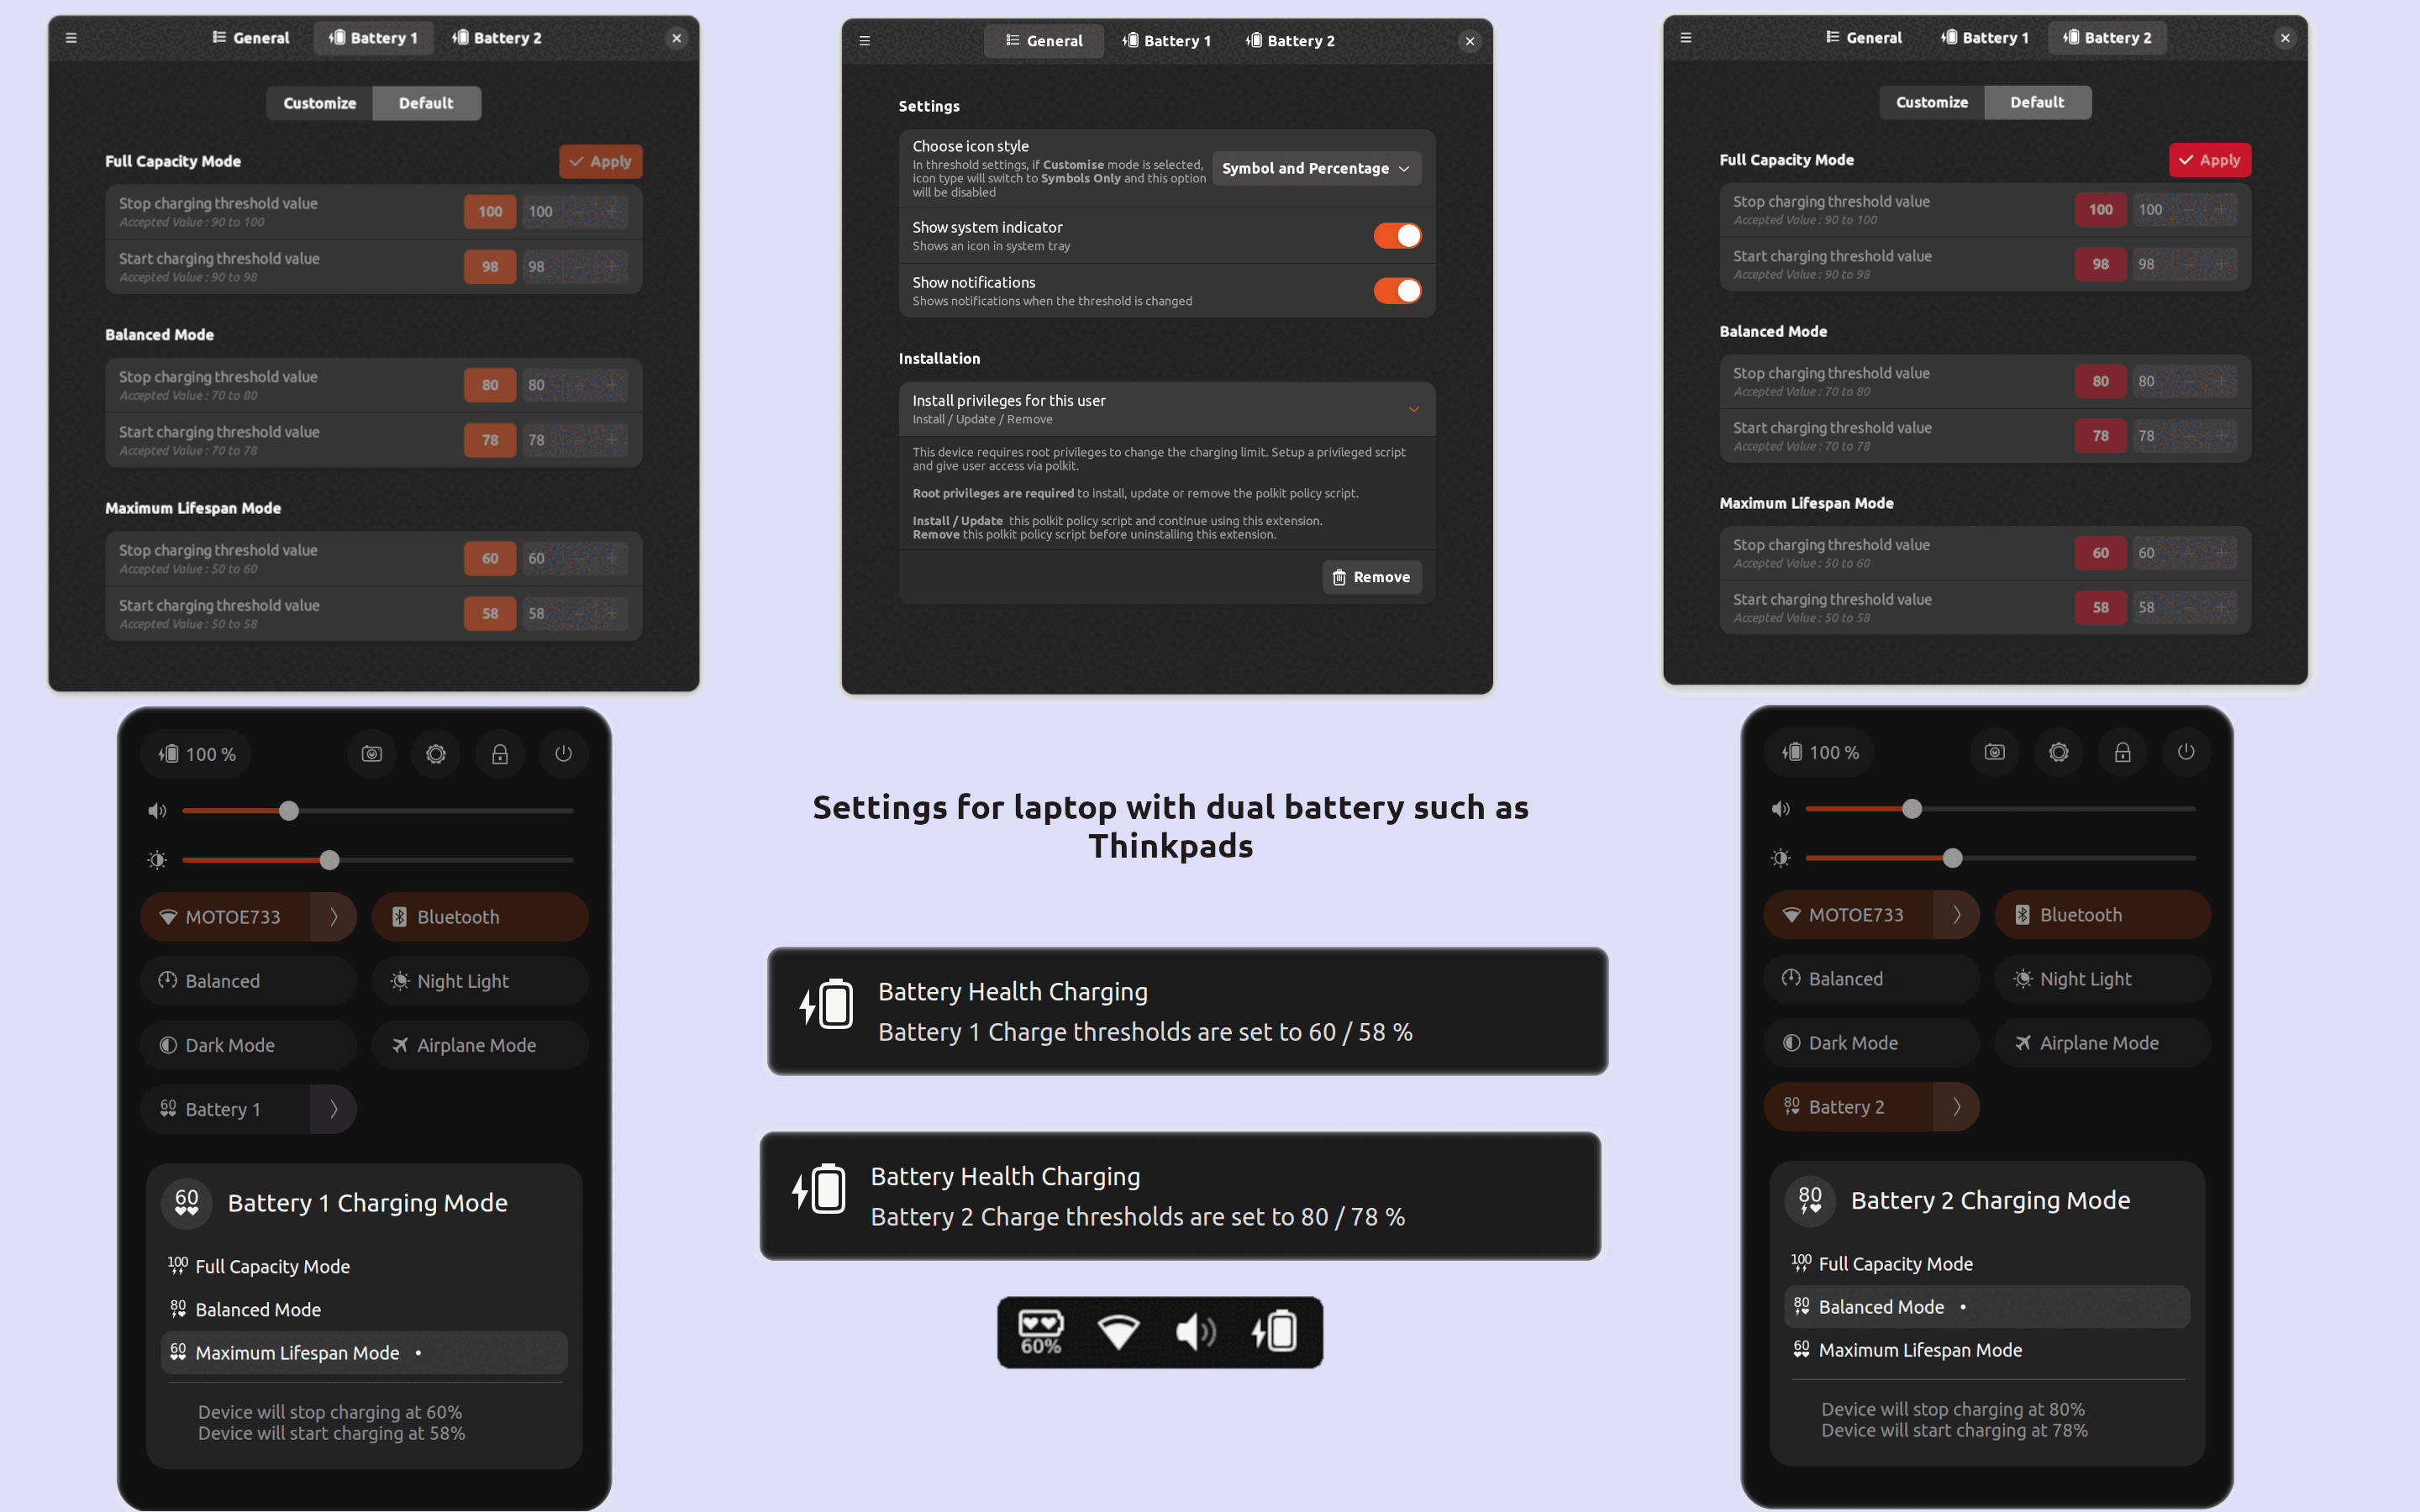 General
Battery 1
Battery 2
Customize
Default
Full Capacity Mode
Apply
Stop charging threshold value
Accepted Value : 90 to 100
100
100
Start charging threshold value
Accepted Value : 90 to 98
98
98
Balanced Mode
Stop charging threshold value
Accepted Value : 70 to 80
80
80
Start charging threshold value
Accepted Value : 70 to 78
78
78
Maximum Lifespan Mode
Stop charging threshold value
Accepted Value : 50 to 60
60
60
Start charging threshold value
Accepted Value : 50 to 58
58
58
General
Battery 1
Battery 2
Settings
Choose icon style
In threshold settings, if Customise mode is selected,
icon type will switch to Symbols Only and this option
will be disabled
Symbol and Percentage
Show system indicator
Shows an icon in system tray
Show notifications
Shows notifications when the threshold is changed
Installation
Install privileges for this user
Install / Update / Remove
This device requires root privileges to change the charging limit. Setup a privileged script
and give user access via polkit.
Root privileges are required to install, update or remove the polkit policy script.
Install / Update this polkit policy script and continue using this extension.
Remove this polkit policy script before uninstalling this extension.
Remove
General
Battery 1
Battery 2
Customize
Default
Full Capacity Mode
Apply
Stop charging threshold value
Accepted Value : 90 to 100
100
100
Start charging threshold value
Accepted Value : 90 to 98
98
98
Balanced Mode
Stop charging threshold value
Accepted Value : 70 to 80
80
80
Start charging threshold value
Accepted Value : 70 to 78
78
78
Maximum Lifespan Mode
Stop charging threshold value
Accepted Value : 50 to 60
60
60
Start charging threshold value
Accepted Value : 50 to 58
58
58
100 %
MOTOE733
Bluetooth
Balanced
Night Light
Dark Mode
Airplane Mode
60
Battery 1
60
Battery 1 Charging Mode
100
Full Capacity Mode
80
Balanced Mode
60
Maximum Lifespan Mode •
Device will stop charging at 60%
Device will start charging at 58%
Settings for laptop with dual battery such as
Thinkpads
Battery Health Charging
Battery 1 Charge thresholds are set to 60 / 58 %
Battery Health Charging
Battery 2 Charge thresholds are set to 80 / 78 %
60%
100 %
MOTOE733
Bluetooth
Balanced
Night Light
Dark Mode
Airplane Mode
80
Battery 2
80
Battery 2 Charging Mode
100
Full Capacity Mode
80
Balanced Mode •
60
Maximum Lifespan Mode
Device will stop charging at 80%
Device will start charging at 78%